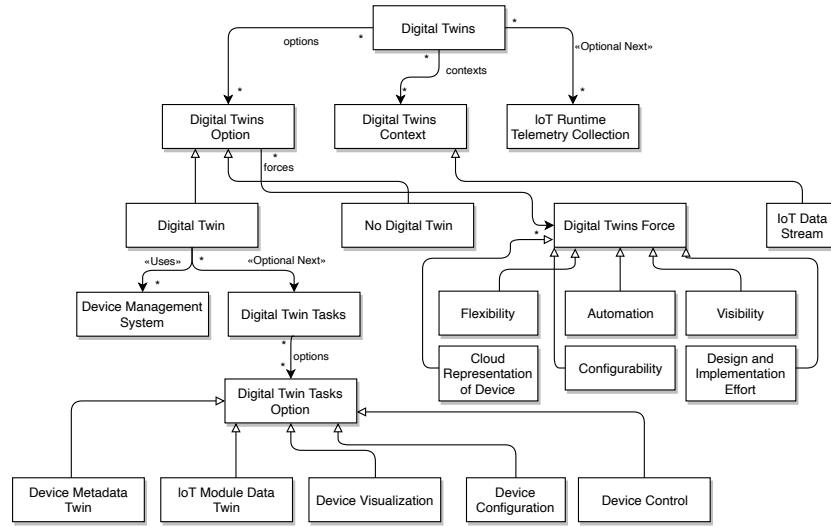 Digital Twins
options
*
*
«Optional Next»
*
contexts
*
*
*
Digital Twins
Option
Digital Twins
Context
IoT Runtime
Telemetry Collection
*
forces
Digital Twin
No Digital Twin
Digital Twins Force
IoT Data
Stream
*
«Uses»
*
«Optional Next»
*
*
Device Management
System
Digital Twin Tasks
Flexibility
Automation
Visibility
*
options
*
Cloud
Representation
of Device
Configurability
Design and
Implementation
Effort
Digital Twin Tasks
Option
Device Metadata
Twin
IoT Module Data
Twin
Device Visualization
Device
Configuration
Device Control